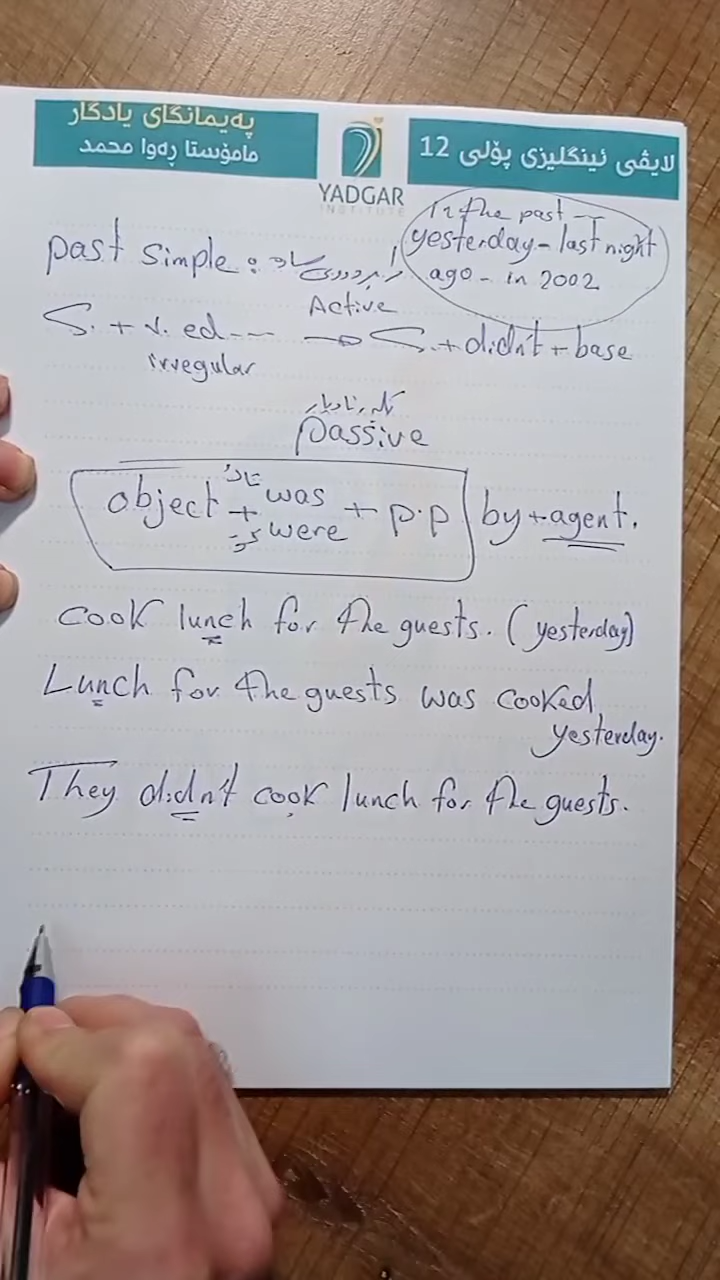 پەیمانگای یادگار
مامۆستا ڕەوا محمد
YADGAR
INSTITUTE
لایڤی ئینگلیزی پۆلی 12
In the past
yesterday - last night
ago - in 2002
past simple:
Active
S. + v. ed --- → S. + didn't + base
irregular
passive
object + was were + p.p by + agent.
cook lunch for the guests. (yesterday)
Lunch for the guests was cooked
yesterday.
They didn't cook lunch for the guests.